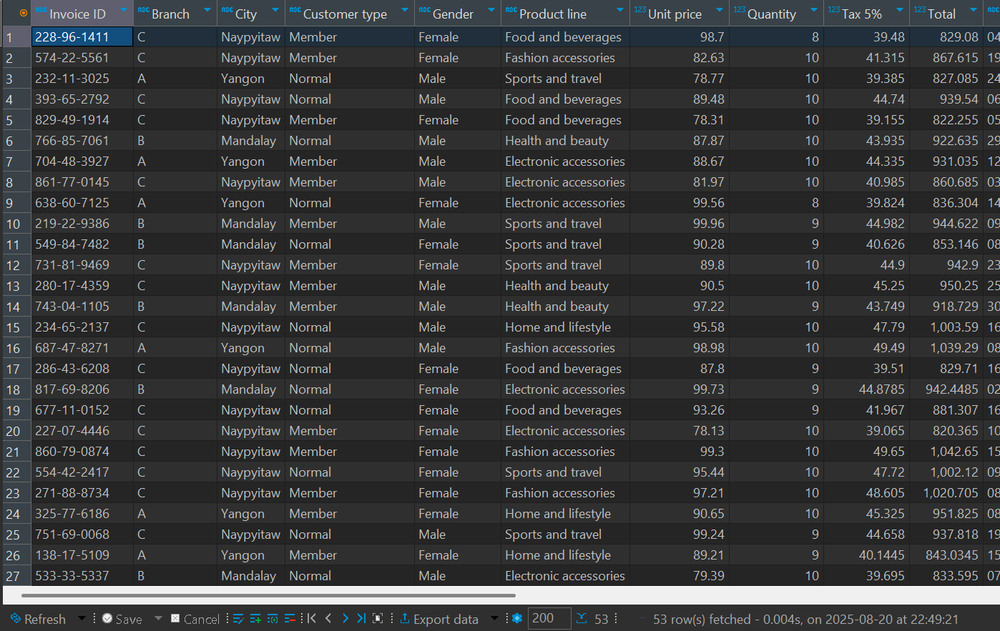 ABC Invoice ID ABC Branch ABC City ABC Customer type ABC Gender ABC Product line 123 Unit price 123 Quantity 123 Tax 5% 123 Total ABC
1 228-96-1411 C Naypyitaw Member Female Food and beverages 98.7 8 39.48 829.08 04
2 574-22-5561 C Naypyitaw Member Female Fashion accessories 82.63 10 41.315 867.615 19
3 232-11-3025 A Yangon Normal Male Sports and travel 78.77 10 39.385 827.085 24
4 393-65-2792 C Naypyitaw Normal Male Food and beverages 89.48 10 44.74 939.54 06
5 829-49-1914 C Naypyitaw Member Female Food and beverages 78.31 10 39.155 822.255 05
6 766-85-7061 B Mandalay Normal Male Health and beauty 87.87 10 43.935 922.635 29
7 704-48-3927 A Yangon Member Male Electronic accessories 88.67 10 44.335 931.035 12
8 861-77-0145 C Naypyitaw Member Male Electronic accessories 81.97 10 40.985 860.685 03
9 638-60-7125 A Yangon Normal Female Electronic accessories 99.56 8 39.824 836.304 14
10 219-22-9386 B Mandalay Member Male Sports and travel 99.96 9 44.982 944.622 09
11 549-84-7482 B Mandalay Normal Female Sports and travel 90.28 9 40.626 853.146 08
12 731-81-9469 C Naypyitaw Member Female Sports and travel 89.8 10 44.9 942.9 23
13 280-17-4359 C Naypyitaw Member Male Health and beauty 90.5 10 45.25 950.25 25
14 743-04-1105 B Mandalay Member Male Health and beauty 97.22 9 43.749 918.729 30
15 234-65-2137 C Naypyitaw Normal Male Home and lifestyle 95.58 10 47.79 1,003.59 16
16 687-47-8271 A Yangon Normal Male Fashion accessories 98.98 10 49.49 1,039.29 08
17 286-43-6208 C Naypyitaw Normal Female Food and beverages 87.8 9 39.51 829.71 16
18 817-69-8206 B Mandalay Normal Female Electronic accessories 99.73 9 44.8785 942.4485 02
19 677-11-0152 C Naypyitaw Normal Female Food and beverages 93.26 9 41.967 881.307 16
20 227-07-4446 C Naypyitaw Member Female Electronic accessories 78.13 10 39.065 820.365 10
21 860-79-0874 C Naypyitaw Member Female Fashion accessories 99.3 10 49.65 1,042.65 15
22 554-42-2417 C Naypyitaw Normal Female Sports and travel 95.44 10 47.72 1,002.12 09
23 271-88-8734 C Naypyitaw Member Female Fashion accessories 97.21 10 48.605 1,020.705 08
24 325-77-6186 A Yangon Member Female Home and lifestyle 90.65 10 45.325 951.825 08
25 751-69-0068 C Naypyitaw Normal Male Sports and travel 99.24 9 44.658 937.818 19
26 138-17-5109 A Yangon Member Female Home and lifestyle 89.21 9 40.1445 843.0345 15
27 533-33-5337 B Mandalay Normal Male Electronic accessories 79.39 10 39.695 833.595 07
Refresh Save Cancel Export data 200 53 53 row(s) fetched - 0.004s, on 2025-08-20 at 22:49:21